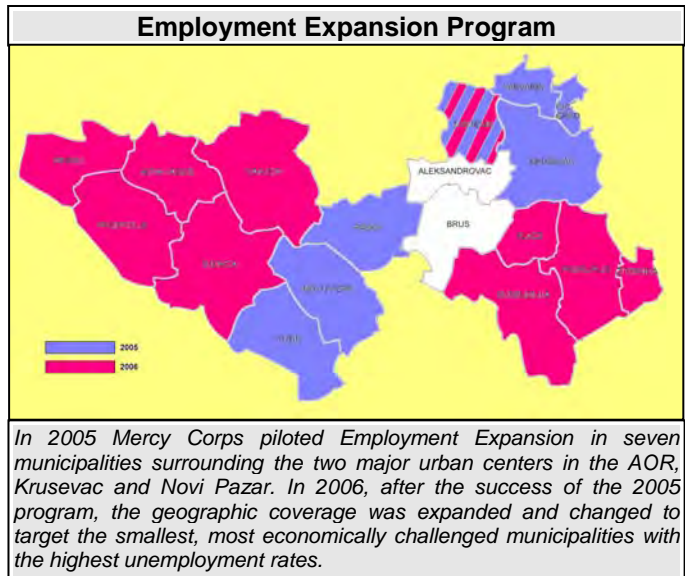 Employment Expansion Program
ALEKSANDROVAC
BRUS
2005
2006
In 2005 Mercy Corps piloted Employment Expansion in seven
municipalities surrounding the two major urban centers in the AOR,
Krusevac and Novi Pazar. In 2006, after the success of the 2005
program, the geographic coverage was expanded and changed to
target the smallest, most economically challenged municipalities with
the highest unemployment rates.